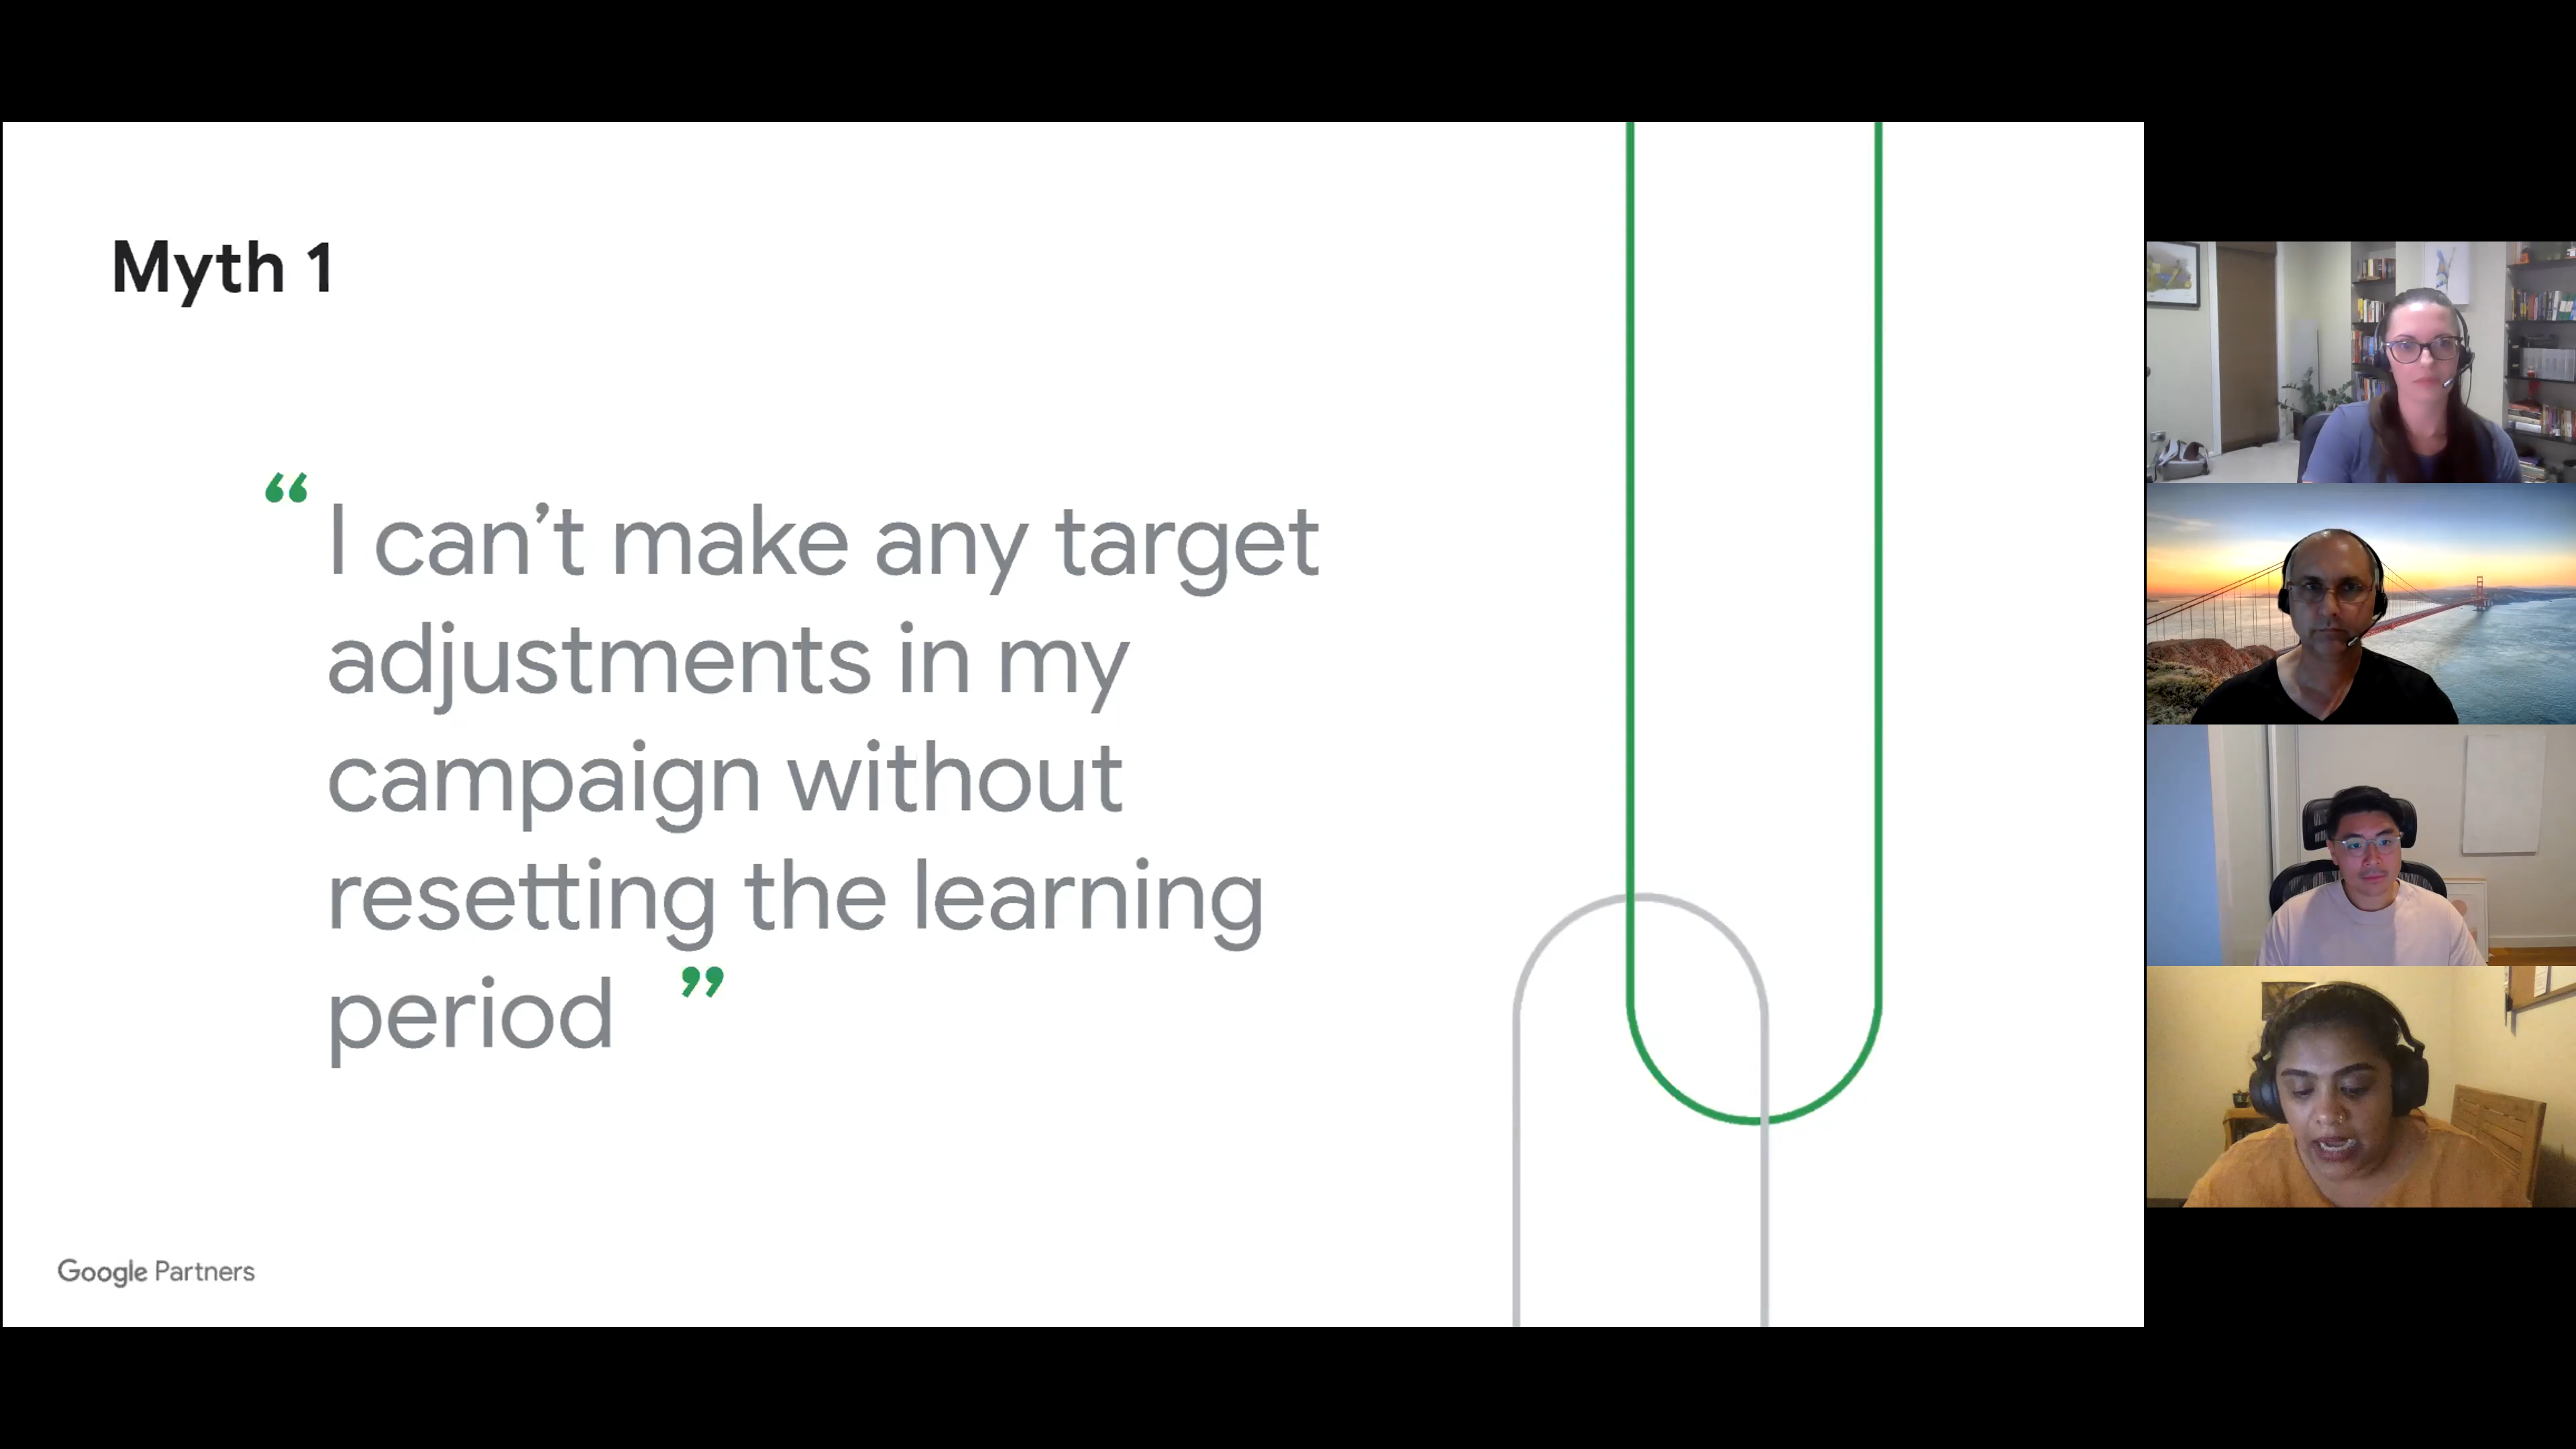 Myth 1
“I can’t make any target
adjustments in my
campaign without
resetting the learning
period ”
Google Partners